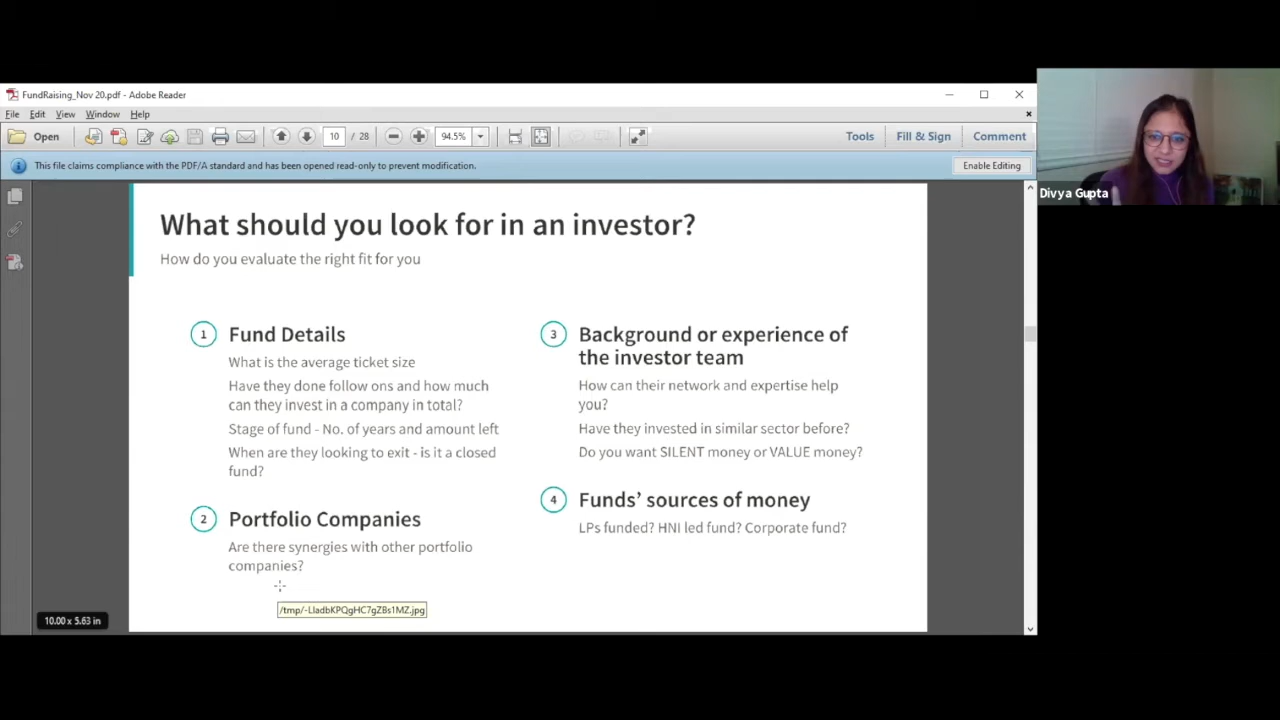 FundRaising_Nov 20.pdf - Adobe Reader
File Edit View Window Help
Open
10 / 28
94.5%
Tools
Fill & Sign
Comment
This file claims compliance with the PDF/A standard and has been opened read-only to prevent modification.
Enable Editing
Divya Gupta
What should you look for in an investor?
How do you evaluate the right fit for you
1
Fund Details
What is the average ticket size
Have they done follow ons and how much
can they invest in a company in total?
Stage of fund - No. of years and amount left
When are they looking to exit - is it a closed
fund?
2
Portfolio Companies
Are there synergies with other portfolio
companies?
3
Background or experience of
the investor team
How can their network and expertise help
you?
Have they invested in similar sector before?
Do you want SILENT money or VALUE money?
4
Funds' sources of money
LPs funded? HNI led fund? Corporate fund?
/tmp/-LladbKPQgHC7gZBs1MZ.jpg
10.00 x 5.63 in